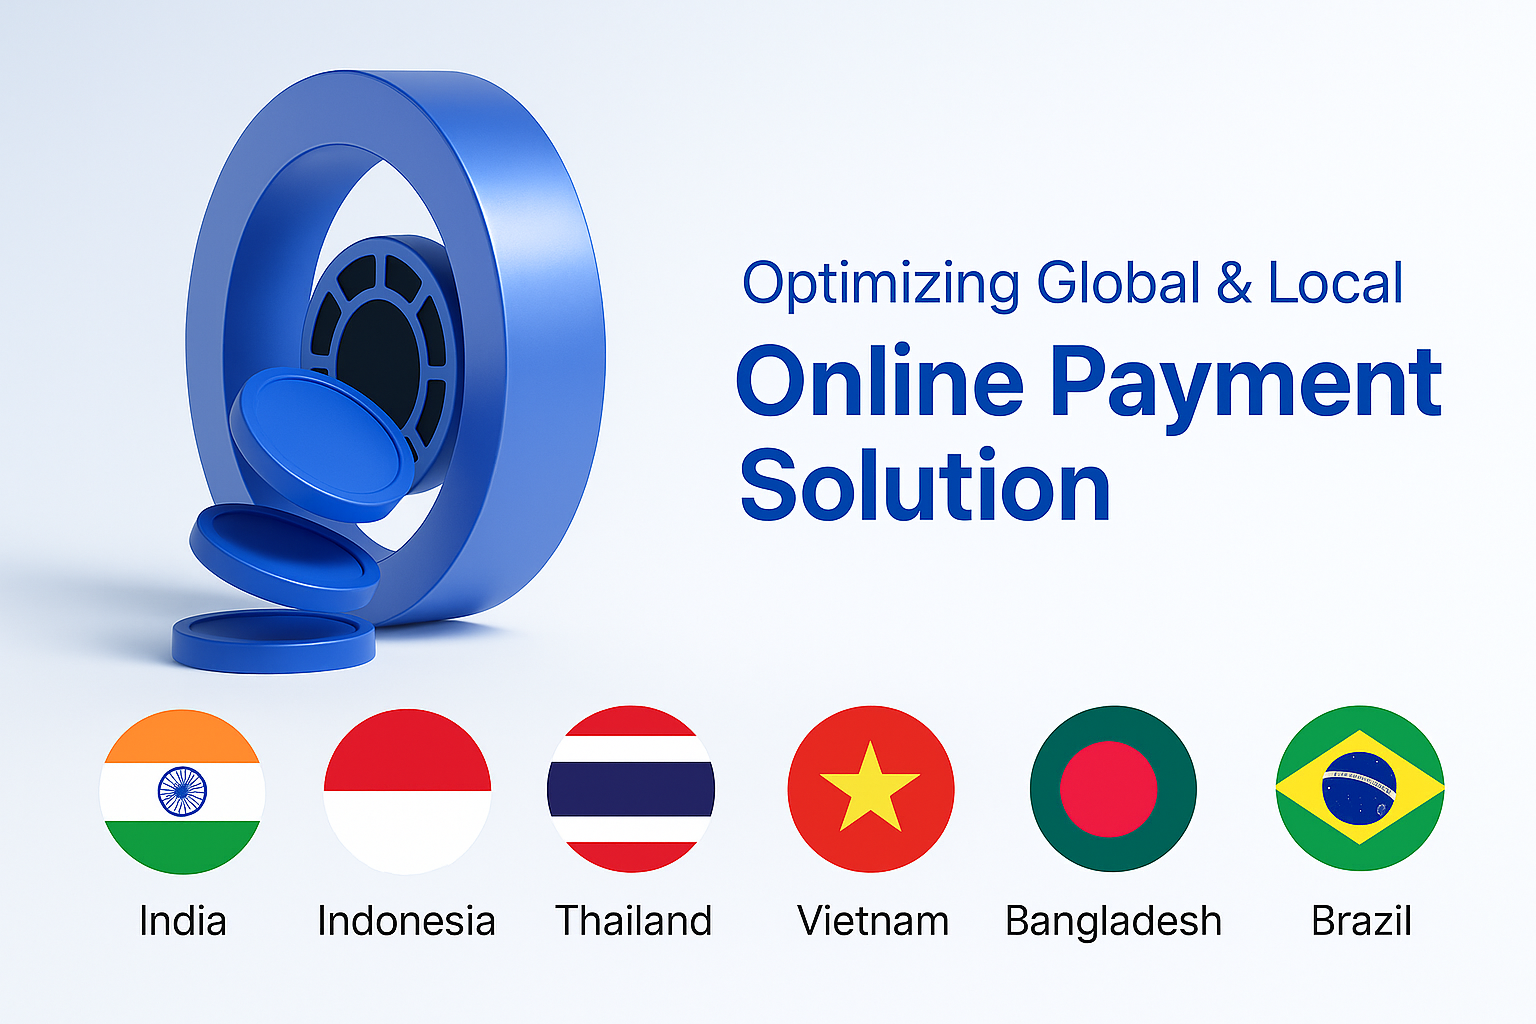 Optimizing Global & Local
Online Payment
Solution
India
Indonesia
Thailand
Vietnam
Bangladesh
Brazil